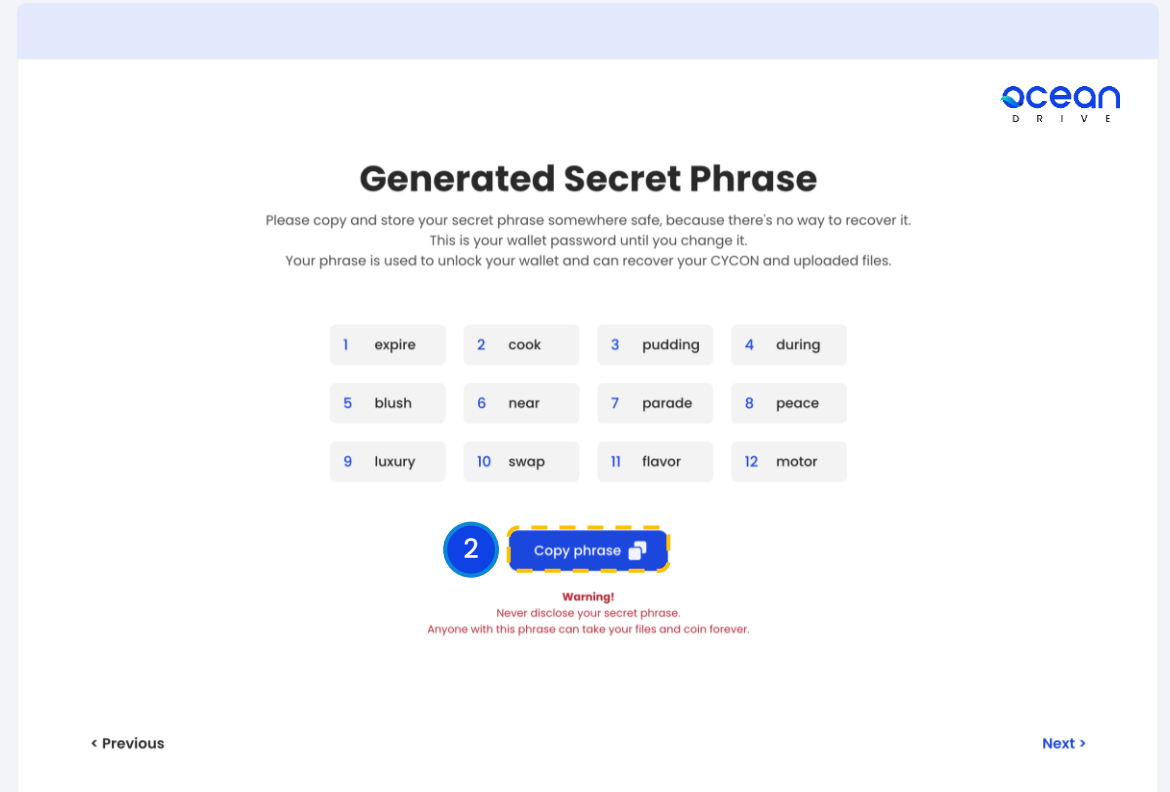 ocean
DRIVE
Generated Secret Phrase
Please copy and store your secret phrase somewhere safe, because there's no way to recover it.
This is your wallet password until you change it.
Your phrase is used to unlock your wallet and can recover your CYCON and uploaded files.
1 expire 2 cook 3 pudding 4 during
5 blush 6 near 7 parade 8 peace
9 luxury 10 swap 11 flavor 12 motor
2 Copy phrase
Warning!
Never disclose your secret phrase.
Anyone with this phrase can take your files and coin forever.
< Previous Next >